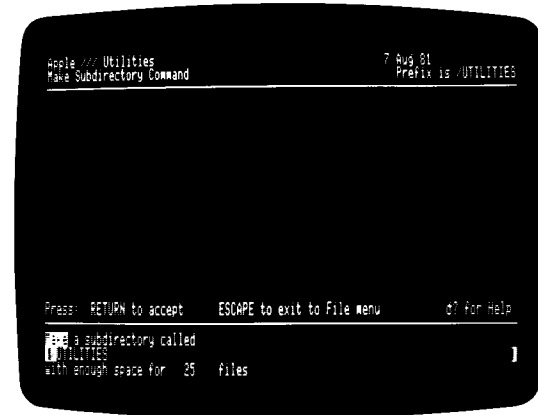 Apple /// Utilities 7 Aug 81
Make Subdirectory Command Prefix is /UTILITIES
Press: RETURN to accept ESCAPE to exit to File menu ? for Help
Make a subdirectory called
UTILITIES ]
with enough space for 25 files